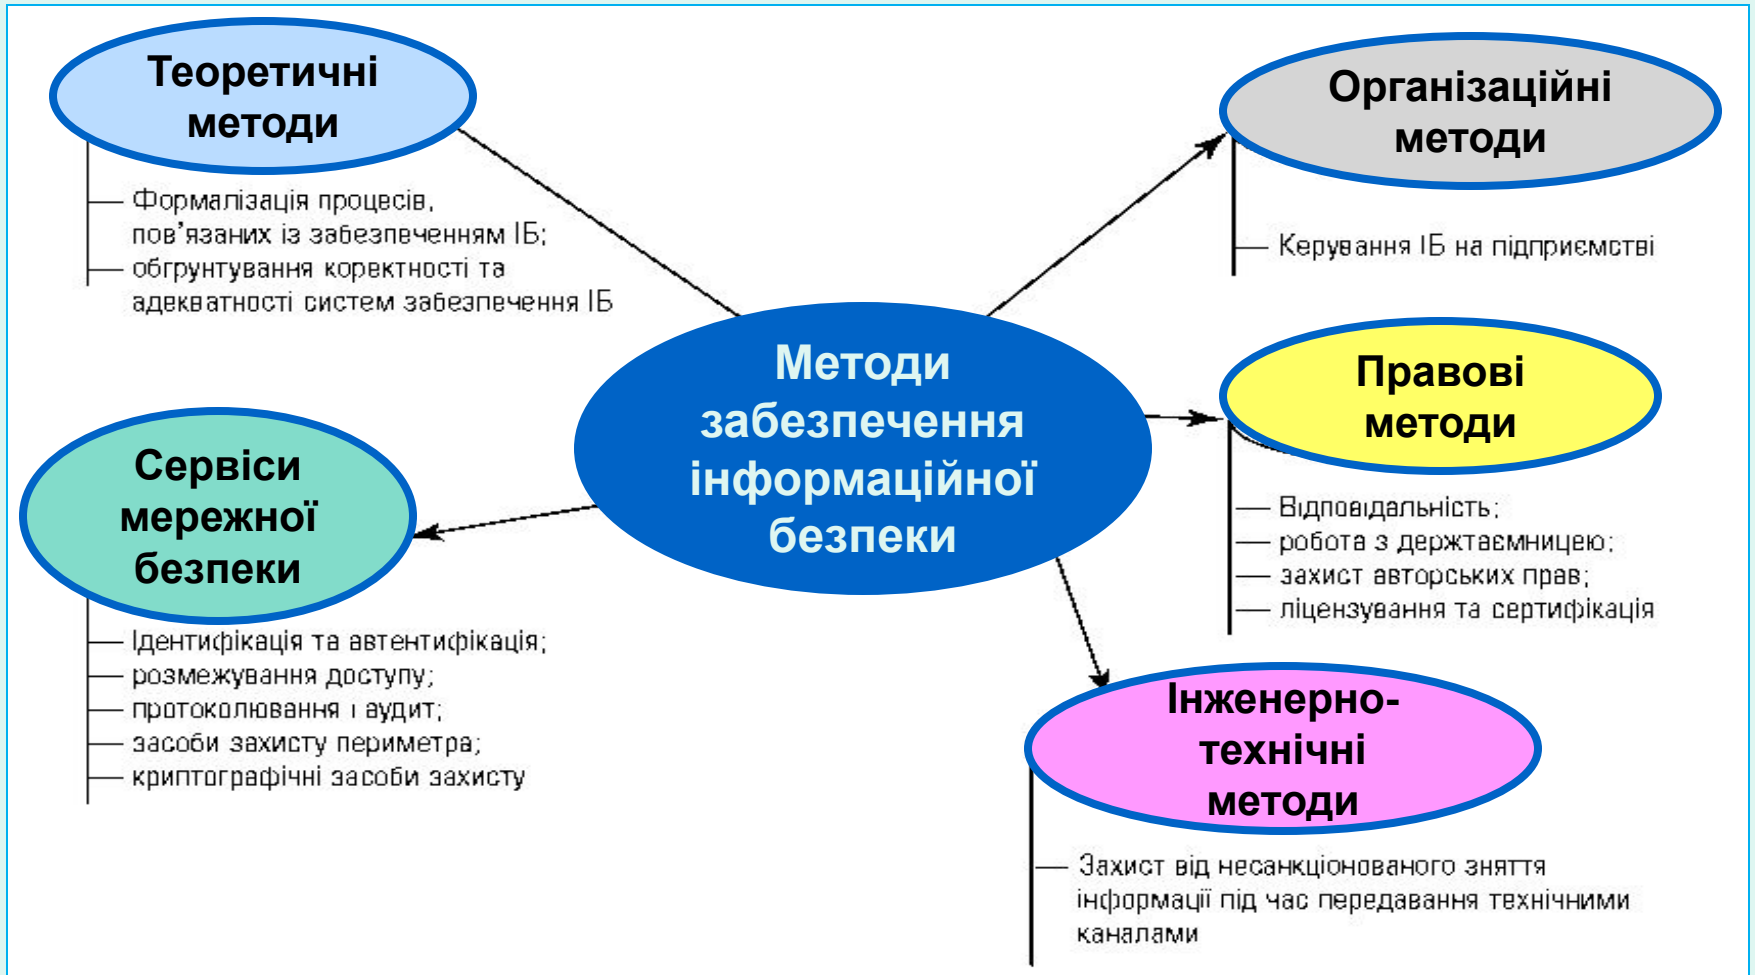 Теоретичні
методи
Формалізація процесів,
пов’язаних із забезпеченням ІБ;
обгрунтування коректності та
адекватності систем забезпечення ІБ
Організаційні
методи
Керування ІБ на підприємстві
Методи
забезпечення
інформаційної
безпеки
Правові
методи
Відповідальність;
робота з держтаємницею;
захист авторських прав;
ліцензування та сертифікація
Сервіси
мережної
безпеки
Ідентифікація та автентифікація;
розмежування доступу;
протоколювання і аудит;
засоби захисту периметра;
криптографічні засоби захисту
Інженерно-
технічні
методи
Захист від несанкціонованого зняття
інформації під час передавання технічними
каналами